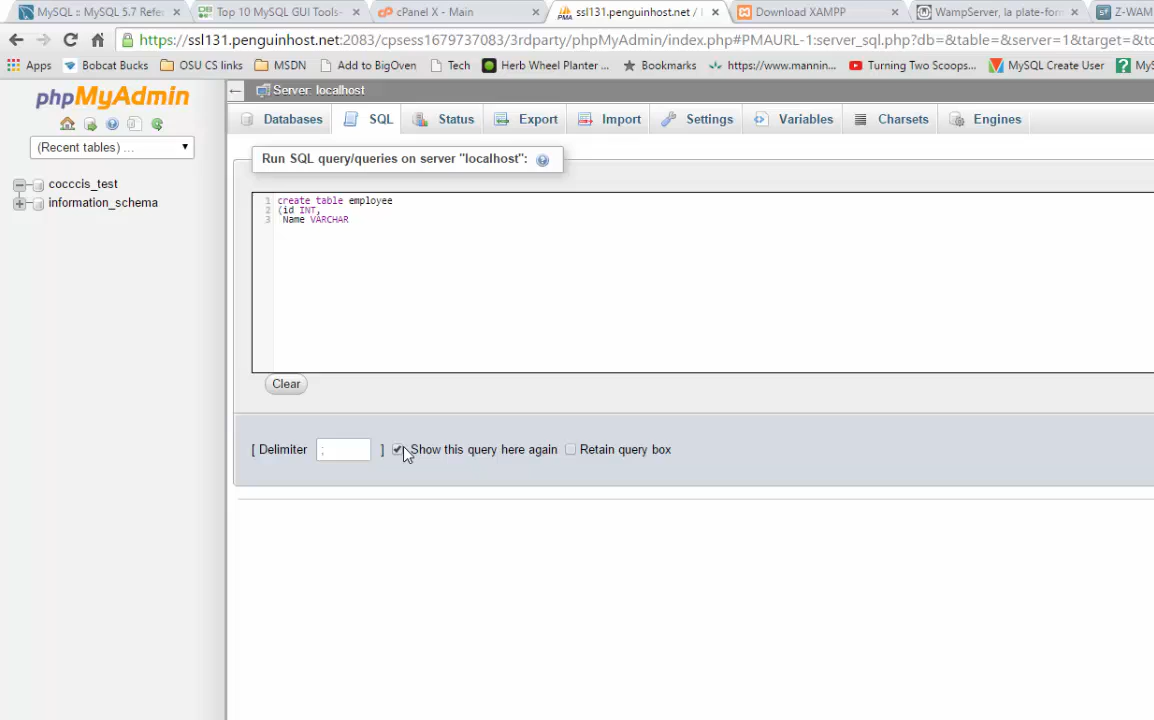 MySQL :: MySQL 5.7 Refe
Top 10 MySQL GUI Tools-
cPanel X - Main
ssl131.penguinhost.net /
Download XAMPP
WampServer, la plate-for
Z-WAM
https://ssl131.penguinhost.net:2083/cpsess1679737083/3rdparty/phpMyAdmin/index.php#PMAURL-1:server_sql.php?db=&table=&server=1&target=&to
Apps
Bobcat Bucks
OSU CS links
MSDN
Add to BigOven
Tech
Herb Wheel Planter ...
Bookmarks
https://www.mannin...
Turning Two Scoops...
MySQL Create User
MyS
phpMyAdmin
Server: localhost
Databases
SQL
Status
Export
Import
Settings
Variables
Charsets
Engines
(Recent tables) ...
cocccis_test
information_schema
Run SQL query/queries on server "localhost":
1 create table employee
2 (id INT,
3 Name VARCHAR
Clear
[ Delimiter ; ] Show this query here again Retain query box